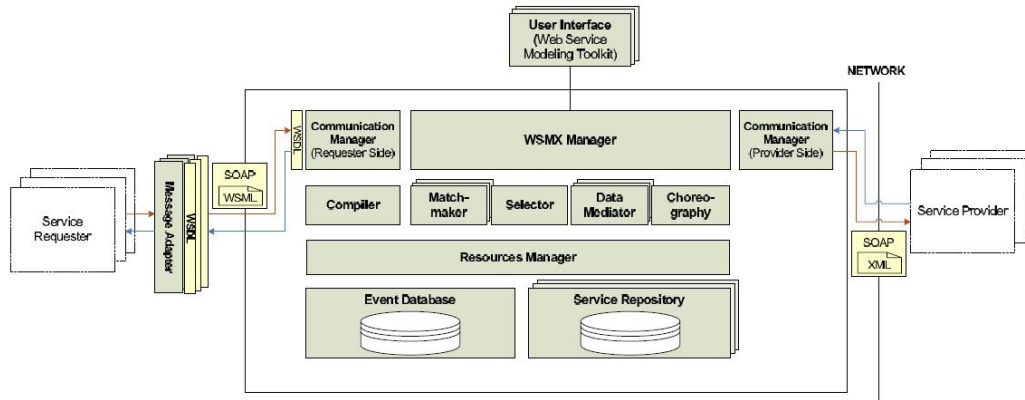 User Interface
(Web Service
Modeling Toolkit)
NETWORK
WSDL
Communication
Manager
(Requester Side)
WSMX Manager
Communication
Manager
(Provider Side)
SOAP
WSML
Message Adapter
WSDL
Service
Requester
Compiler
Match-
maker
Selector
Data
Mediator
Choreo-
graphy
Service Provider
SOAP
XML
Resources Manager
Event Database
Service Repository